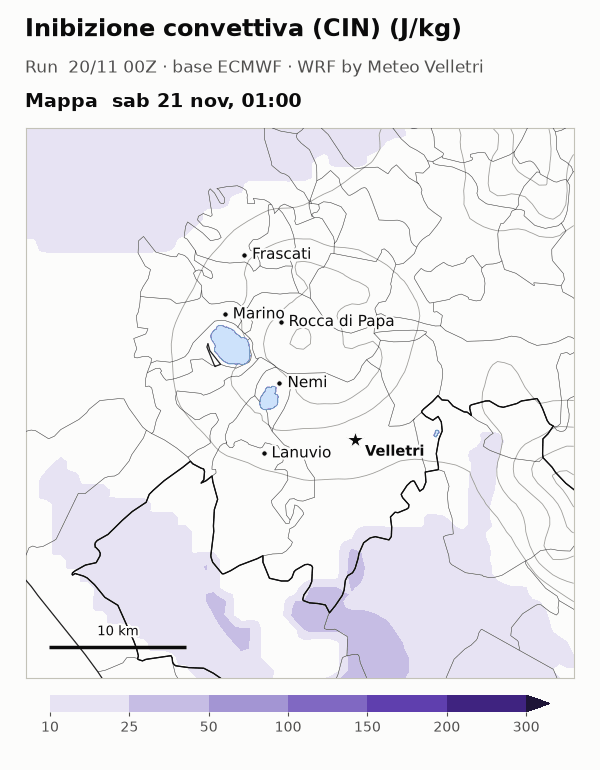 Inibizione convettiva (CIN) (J/kg)
Run  20/11 00Z · base ECMWF · WRF by Meteo Velletri
Mappa  sab 21 nov, 01:00
Frascati
Marino
Rocca di Papa
Nemi
Velletri
Lanuvio
10 km
10 25 50 100 150 200 300